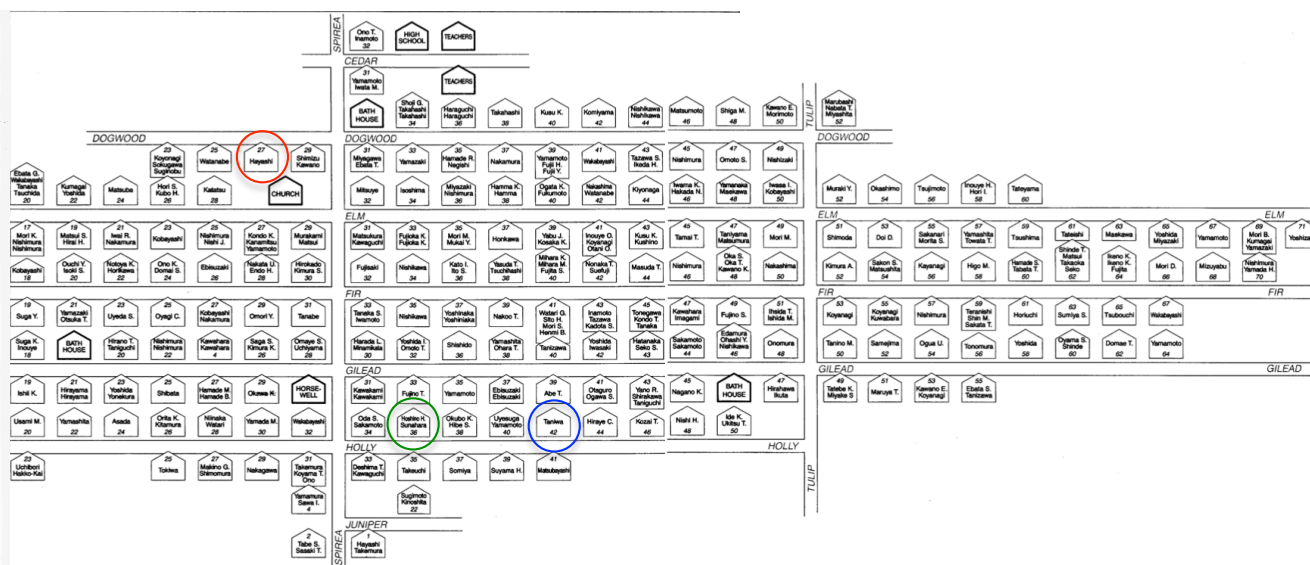 SPIREA
Ono T.
Inamoto
32
HIGH
SCHOOL
TEACHERS
CEDAR
31
Yamamoto
Iwata M.
TEACHERS
BATH
HOUSE
Shoji G.
Takahashi
Takahashi
34
Haraguchi
Haraguchi
36
Takahashi
38
Kusu K.
40
Komiyama
42
Nishikawa
Nishikawa
44
Matsumoto
46
Shiga M.
48
Kawano E.
Morimoto
50
TULIP
Marubashi
Nabata T.
Miyashita
52
DOGWOOD
DOGWOOD
DOGWOOD
23
Koyonagi
Sokugawa
Suginobu
25
Watanabe
27
Hayashi
29
Shimizu
Kawano
31
Miyagawa
Ebata T.
33
Yamazaki
35
Hamade R.
Negishi
37
Nakamura
39
Yamamoto
Fujii H.
Fujii Y.
41
Wakabayashi
43
Tazawa S.
Ikeda H.
45
Nishimura
47
Omoto S.
49
Nishizaki
Ebata G.
Wakabayashi
Tanaka
Tsuchida
20
Kumagai
Yoshida
22
Matsuba
24
Hori S.
Kubo H.
26
Kalatsu
28
CHURCH
Mitsuye
32
Isoshima
34
Miyazaki
Nishimura
36
Hamma K.
Hamma
38
Ogata K.
Fukumoto
40
Nakashima
Watanabe
42
Kiyonaga
44
Iwama K.
Hakada N.
46
Yamanaka
Maekawa
48
Iwasa I.
Kobayashi
50
Muraki Y.
52
Okashimo
54
Tsujimoto
56
Inouye H.
Hori I.
58
Tateyama
60
ELM
ELM
ELM
17
Mori K.
Nishimura
Nishimura
19
Matsui S.
Hirai H.
21
Iwai R.
Nakamura
23
Kobayashi
25
Nishimura
Nishi J.
27
Kondo K.
Kanamitsu
Yamamoto
29
Murakami
Matsui
31
Matsukura
Kawaguchi
33
Fujioka K.
Fujioka K.
35
Mori M.
Mukai Y.
37
Honkawa
39
Yabu J.
Kosaka K.
41
Inouye O.
Koyanagi
Otani O.
43
Kusu K.
Kushino
45
Tamai T.
47
Taniyama
Matsumura
49
Mori M.
51
Shimoda
53
Doi D.
55
Sakanari
Morita S.
57
Yamashita
Towata T.
59
Tsushima
61
Tateishi
63
Maekawa
65
Yoshida
Miyazaki
67
Yamamoto
69
Mori B.
Kumagai
Yamazaki
71
Kobayashi
18
Ouchi Y.
Isoki S.
20
Notoya K.
Horikawa
22
Ono K.
Domai S.
24
Ebisuzaki
26
Nakata U.
Endo H.
28
Hirokado
Kimura S.
30
Fujisaki
32
Nishikawa
34
Kato I.
Ito S.
36
Yasuda T.
Tsuchihashi
38
Mihara K.
Mihara M.
Fujita S.
40
Nonaka T.
Suefuji
42
Masuda T.
44
Nishimura
46
Oka S.
Oka T.
Kawano K.
48
Nakashima
50
Kimura A.
52
Sakon S.
Matsushita
54
Kayanagi
56
Higo M.
58
Hamade S.
Tabata T.
60
Shinde T.
Matsui
Takaoka
Seko
62
Ikeno K.
Fujita
64
Mori D.
66
Mizuyabu
68
Nishimura
Yamada H.
70
FIR
FIR
FIR
19
Suga Y.
21
Yamazaki
Otsuka T.
23
Uyeda S.
25
Oyagi C.
27
Kobayashi
Nakamura
29
Omori Y.
31
Tanabe
33
Tanaka S.
Iwamoto
35
Nishikawa
37
Yoshinaka
Yoshiniaka
39
Nakoo T.
41
Watari G.
Sito H.
Mori S.
Henmi B.
43
Inamoto
Tazawa
Kadota S.
45
Tonegawa
Kondo T.
Tanaka
47
Kawahara
Imagami
49
Fujino S.
51
Ihsida T.
Ishida M.
53
Koyanagi
55
Koyanagi
Kuwabara
57
Nishimura
59
Teranishi
Shin M.
Sakata T.
61
Horiuchi
63
Sumiya S.
65
Tsubouchi
67
Wakabayashi
Suga K.
Inouye
18
BATH
HOUSE
Hirano T.
Taniguchi
20
Nishimura
Nishimura
22
Kawahara
Kawahara
4
Saga S.
Kimura K.
26
Omaye S.
Uchiyama
28
Harada L.
Minamikata
30
Yoshida I.
Omoto T.
32
Shishido
36
Yamashita
Ohara T.
38
Tanizawa
40
Yoshida
Iwasaki
42
Hatanaka
Seko S.
43
Sakamoto
Sakamoto
44
Edamura
Ohashi Y.
Nishikawa
46
Onomura
48
Tanino M.
50
Samejima
52
Ogua U.
54
Tonomura
56
Yoshida
58
Oyama S.
Shinde
60
Domae T.
62
Yamamoto
64
GILEAD
GILEAD
GILEAD
19
Ishii K.
21
Hirayama
Hirayama
23
Yoshida
Yonekura
25
Shibata
27
Hamade M.
Hamade B.
29
Okawa H.
HORSE-
WELL
31
Kawakami
Kawakami
33
Fujino T.
35
Yamamoto
37
Ebisuzaki
Ebisuzaki
39
Abe T.
41
Otaguro
Ogawa S.
43
Yano R.
Shirakawa
Taniguchi
45
Nagano K.
BATH
HOUSE
47
Hirahawa
Ikuta
49
Tatebe K.
Miyake S
51
Maruya T.
53
Kawano E.
Koyanagi
55
Ebata S.
Tanizawa
Usami M.
20
Yamashita
22
Asada
24
Orita K.
Kitamura
26
Niinaka
Watari
28
Yamada M.
30
Wakabayashi
32
Oda S.
Sakamoto
34
Hoshiro H.
Sunahara
36
Okubo K.
Hibe S.
38
Uyesuga
Yamamoto
40
Taniwa
42
Hiraye C.
44
Kozai T.
46
Nishi H.
48
Ide K.
Ukitsu T.
50
HOLLY
HOLLY
23
Uchibori
Hakko-Kai
25
Tokiwa
27
Makino G.
Shimomura
29
Nakagawa
31
Takamura
Koyama T.
Ono
33
Deshima T.
Kawaguchi
35
Takeuchi
37
Somiya
39
Suyama H.
41
Matsubayashi
TULIP
Yamamura
Sawa I.
4
Sugimoto
Kinoshita
22
JUNIPER
2
Tabe S.
Sasaki T.
SPIREA
1
Hayashi
Takamura